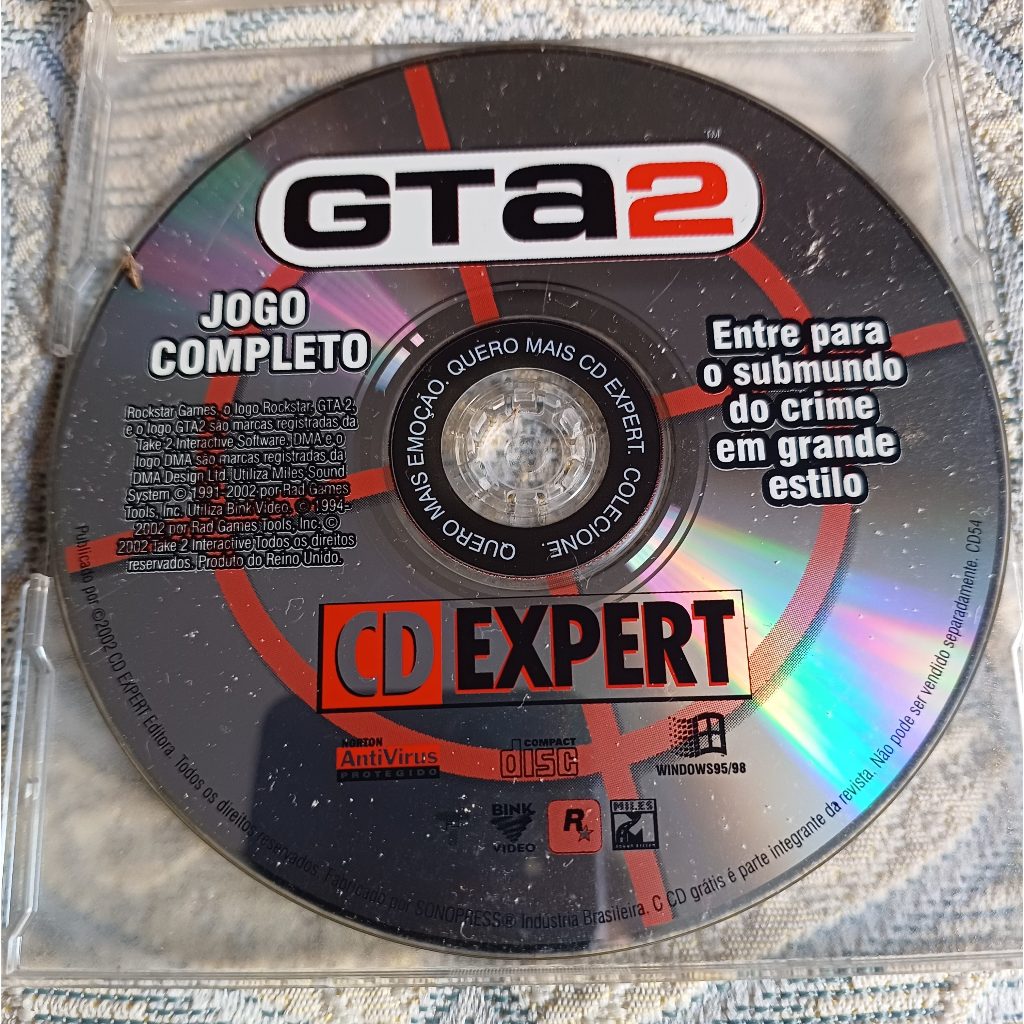 GTa2
TM
JOGO
COMPLETO
Entre para
o submundo
do crime
em grande
estilo
Rockstar Games, o logo Rockstar, GTA 2,
e o logo GTA2 são marcas registradas da
Take 2 Interactive Software. DMA e o
logo DMA são marcas registradas da
DMA Design Ltd. Utiliza Miles Sound
System © 1991-2002 por Rad Games
Tools, Inc. Utiliza Bink Video, © 1994-
2002 por Rad Games Tools, Inc. ©
2002 Take 2 Interactive Todos os direitos
reservados. Produto do Reino Unido.
QUERO MAIS EMOÇÃO. QUERO MAIS CD EXPERT. COLECIONE.
CD EXPERT
NORTON
AntiVirus
PROTEGIDO
COMPACT
disc
WINDOWS95/98
BINK
VIDEO
R
MILES
SOUND SYSTEM
Publicado por ©2002 CD EXPERT Editora. Todos os direitos reservados. Fabricado por SONOPRESS® Indústria Brasileira. C CD grátis é parte integrante da revista. Não pode ser vendido separadamente. CD54